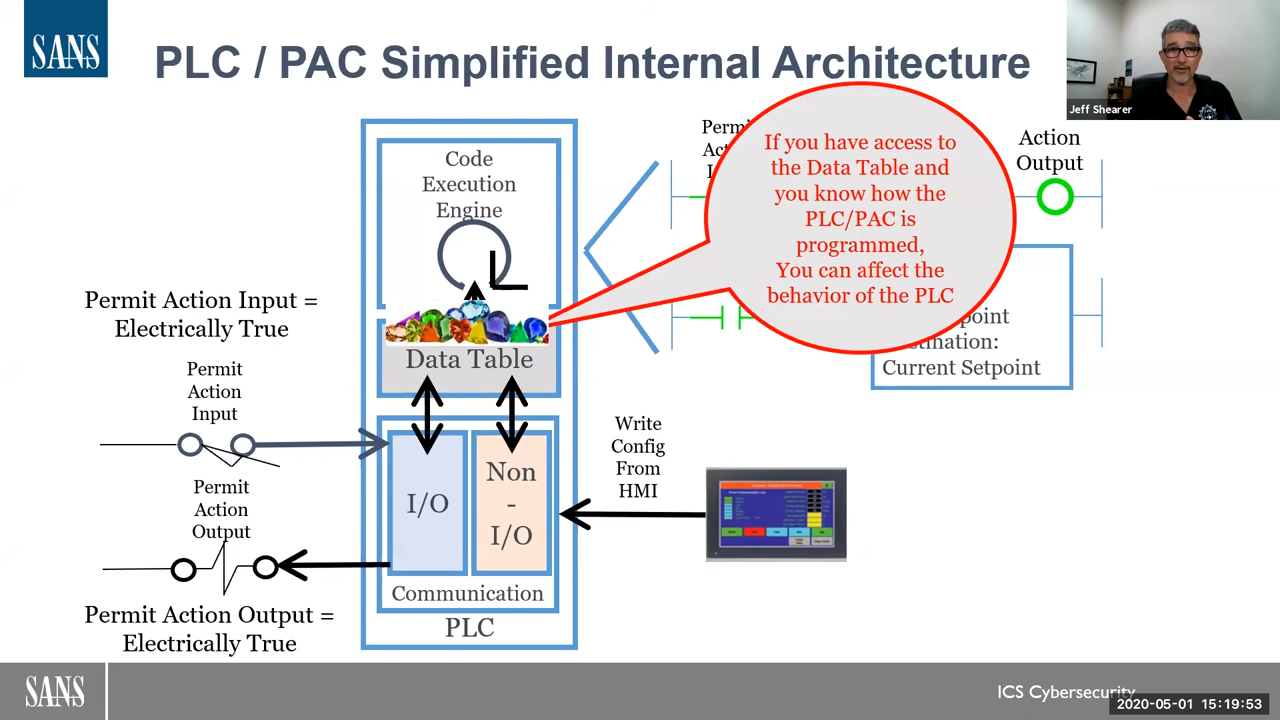 SANS
PLC / PAC Simplified Internal Architecture
Jeff Shearer
Code
Execution
Engine
Data Table
I/O
Non
-
I/O
Communication
PLC
Permit Action Input =
Electrically True
Permit
Action
Input
Permit
Action
Output
Permit Action Output =
Electrically True
If you have access to
the Data Table and
you know how the
PLC/PAC is
programmed,
You can affect the
behavior of the PLC
Action
Output
Current Setpoint
Write
Config
From
HMI
SANS
ICS Cybersecurity
2020-05-01 15:19:53